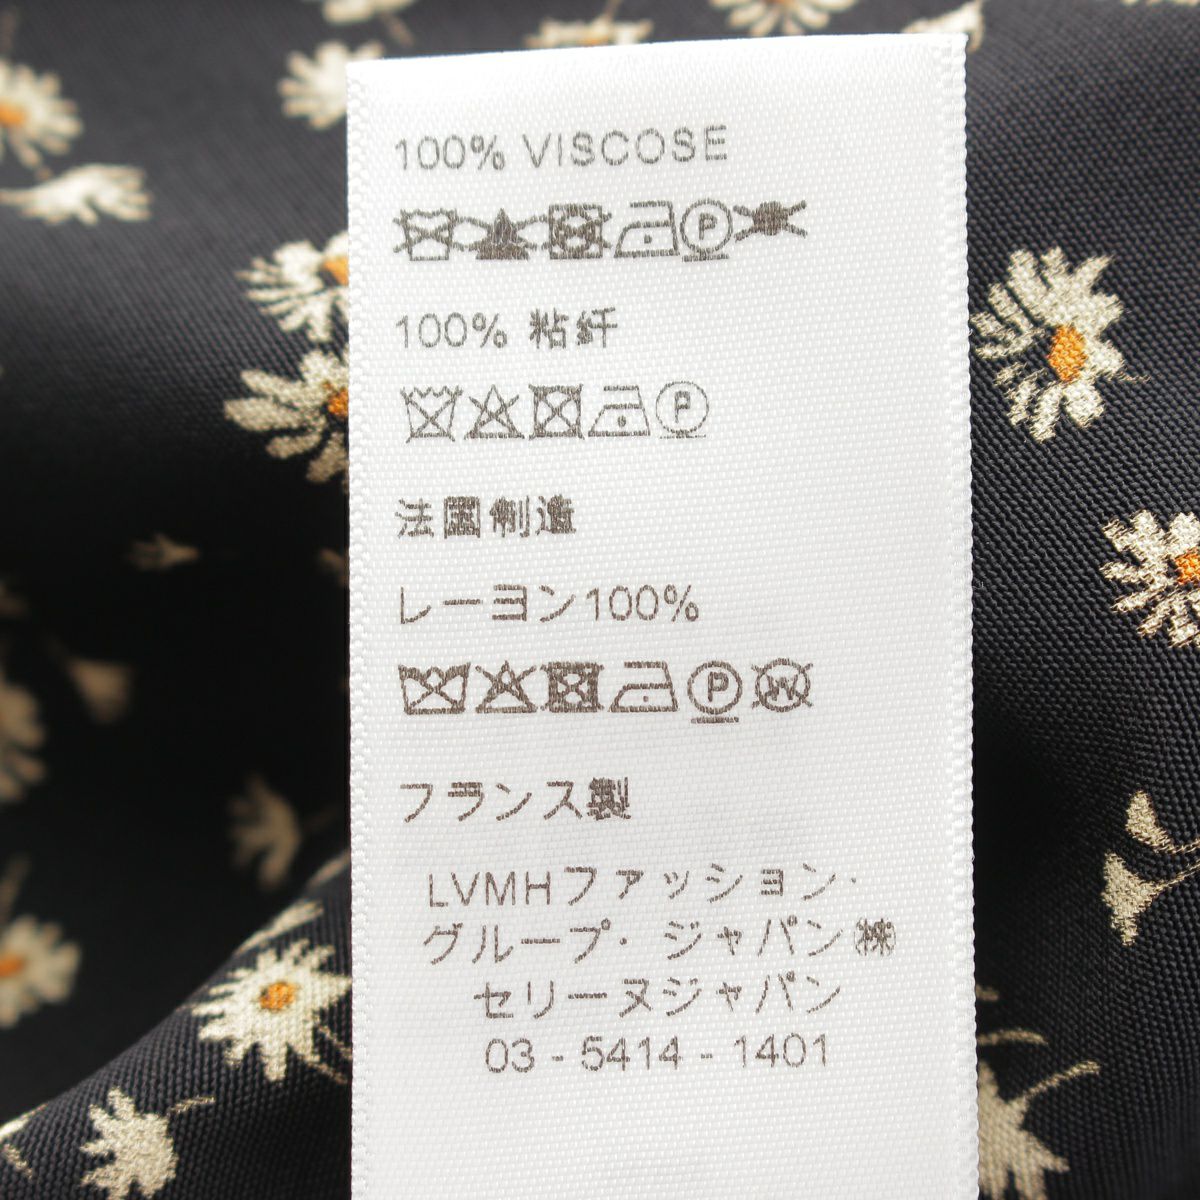 100% VISCOSE
P
100% 粘纤
P
法国制造
レーヨン100%
P W
フランス製
LVMHファッション·
グループ· ジャパン㈱
セリーヌジャパン
03 - 5414 - 1401